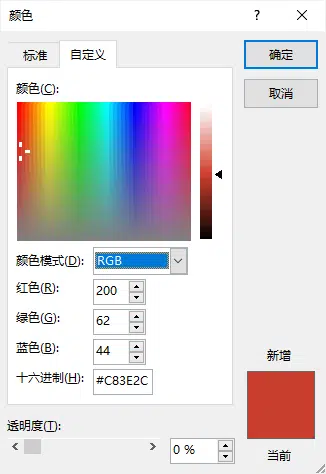 颜色
标准 自定义 确定
取消
颜色(C):
颜色模式(D): RGB
红色(R): 200
绿色(G): 62
蓝色(B): 44
十六进制(H): #C83E2C
新增
当前
透明度(T):
0 %